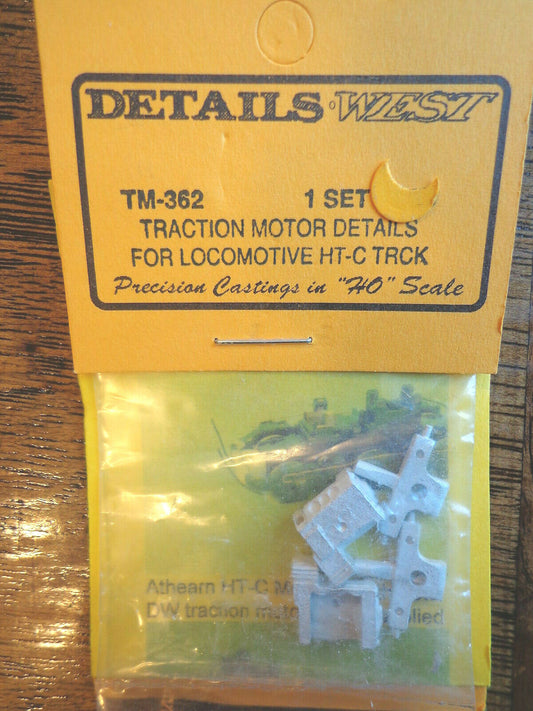 DETAILS WEST
TM-362 1 SET
TRACTION MOTOR DETAILS
FOR LOCOMOTIVE HT-C TRCK
Precision Castings in "HO" Scale
Athearn HT-C
DW traction